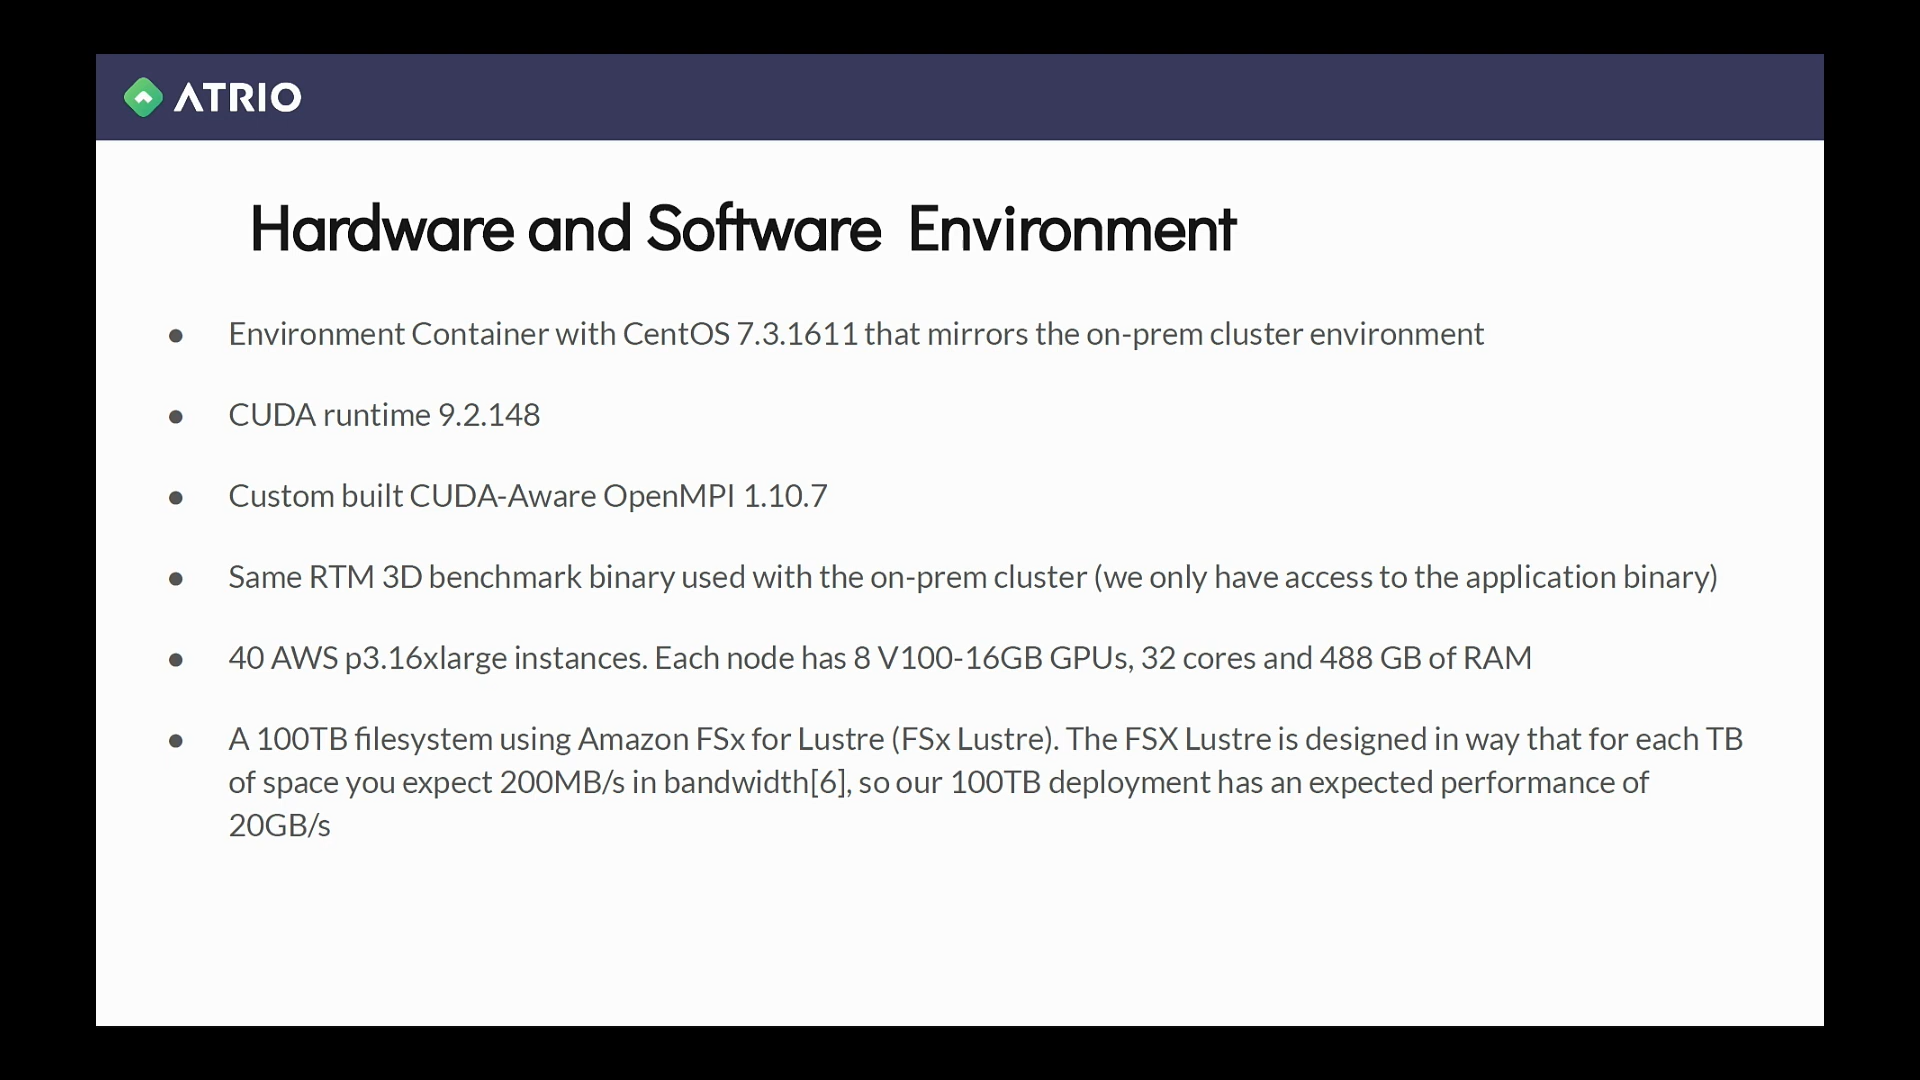 ATRIO
Hardware and Software Environment
● Environment Container with CentOS 7.3.1611 that mirrors the on-prem cluster environment
● CUDA runtime 9.2.148
● Custom built CUDA-Aware OpenMPI 1.10.7
● Same RTM 3D benchmark binary used with the on-prem cluster (we only have access to the application binary)
● 40 AWS p3.16xlarge instances. Each node has 8 V100-16GB GPUs, 32 cores and 488 GB of RAM
● A 100TB filesystem using Amazon FSx for Lustre (FSx Lustre). The FSX Lustre is designed in way that for each TB
of space you expect 200MB/s in bandwidth[6], so our 100TB deployment has an expected performance of
20GB/s